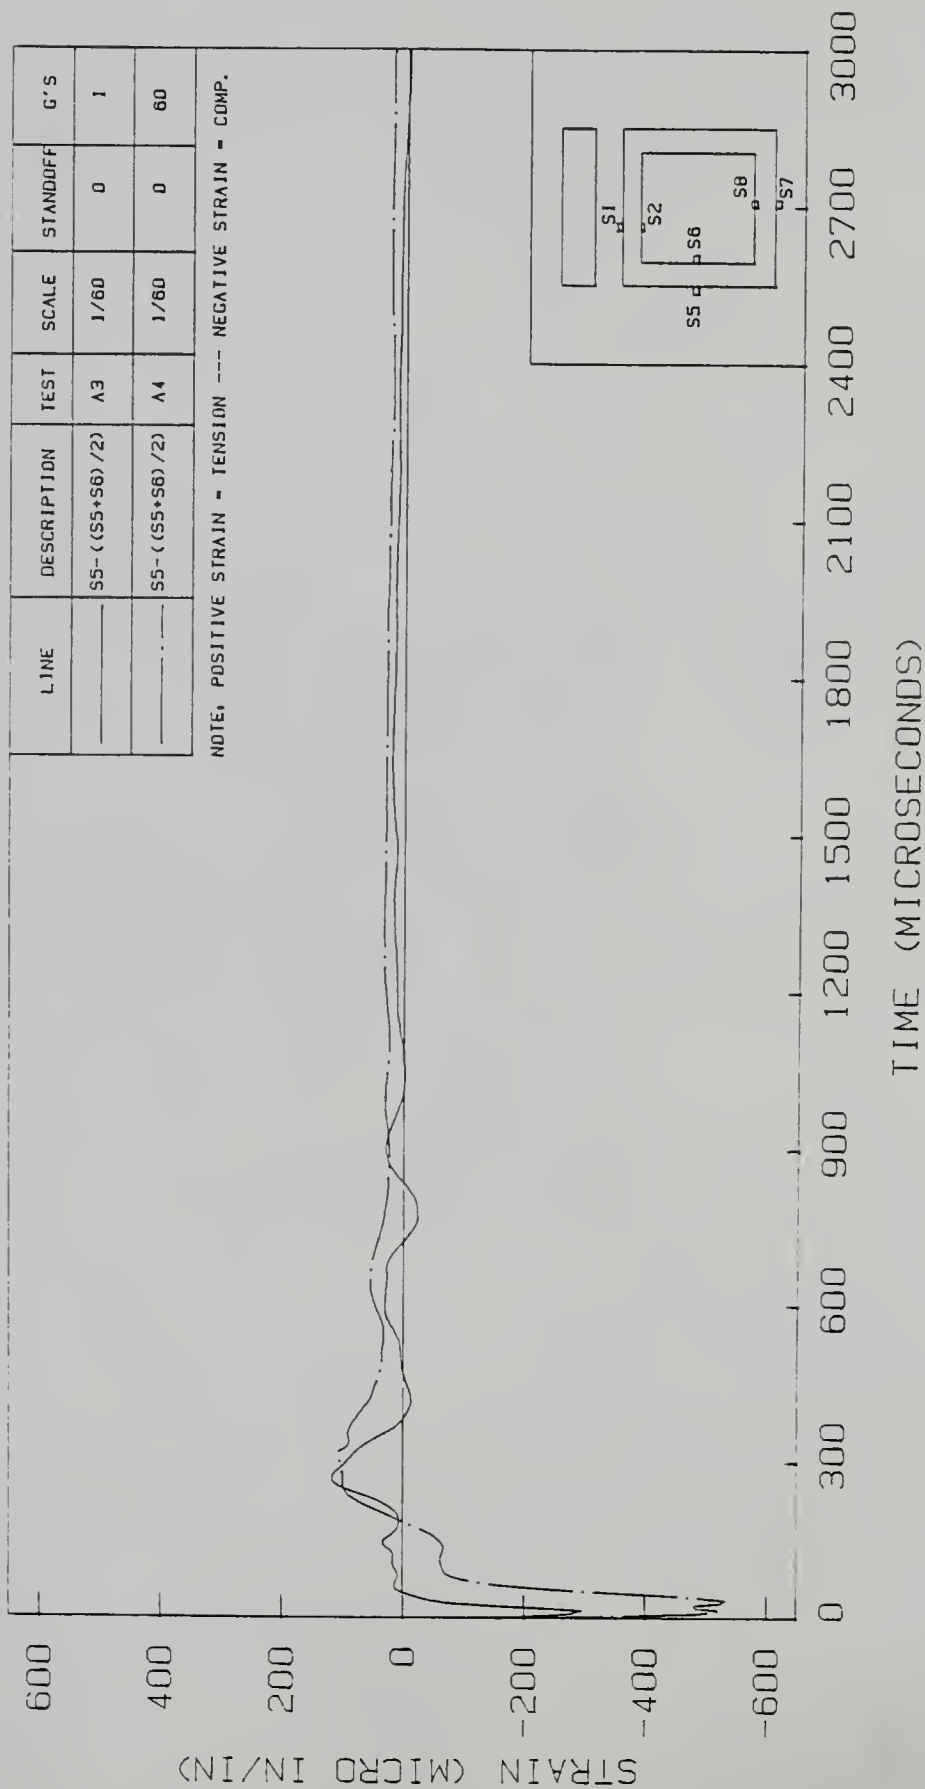 LINE DESCRIPTION TEST SCALE STANDOFF G'S
S5-((S5+S6)/2) A3 1/60 0 1
S5-((S5+S6)/2) A4 1/60 0 60
NOTE: POSITIVE STRAIN = TENSION --- NEGATIVE STRAIN = COMP.
STRAIN (MICRO IN/IN)
600
400
200
0
-200
-400
-600
S1
S2
S5
S6
S8
S7
0 300 600 900 1200 1500 1800 2100 2400 2700 3000
TIME (MICROSECONDS)